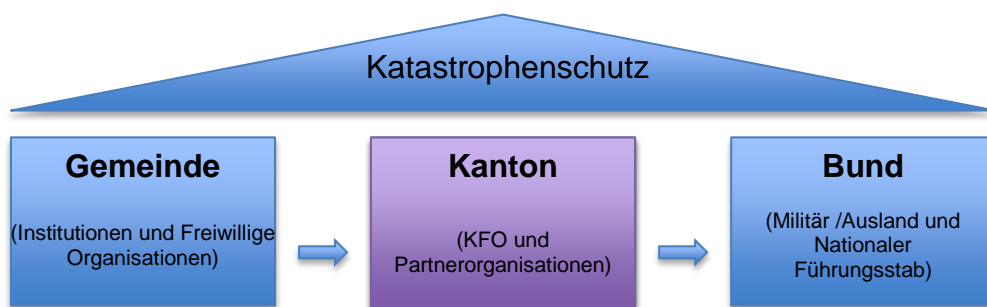 Katastrophenschutz
Gemeinde
(Institutionen und Freiwillige
Organisationen)
Kanton
(KFO und
Partnerorganisationen)
Bund
(Militär /Ausland und
Nationaler
Führungsstab)